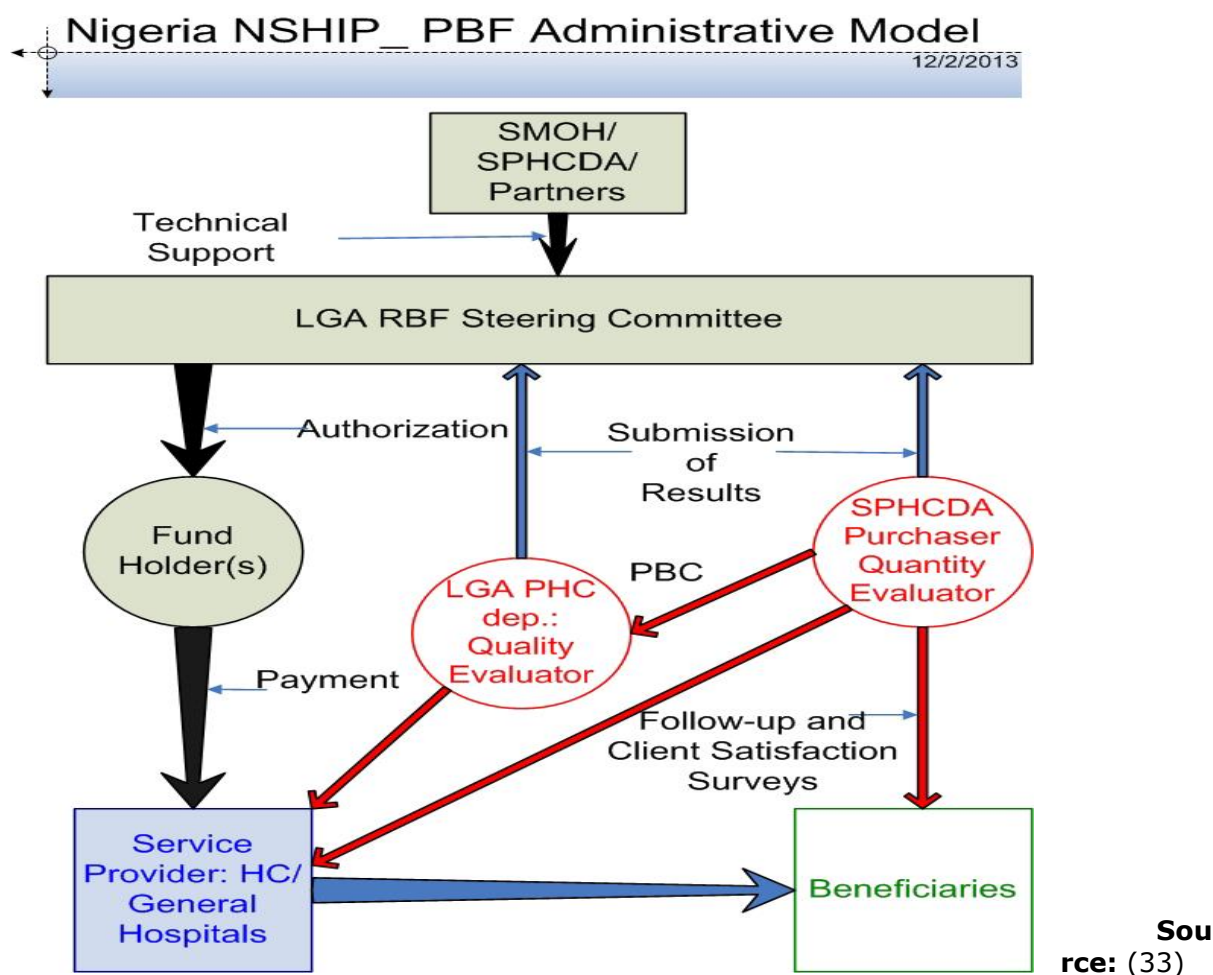 Nigeria NSHIP_ PBF Administrative Model
12/2/2013
SMOH/
SPHCDA/
Partners
Technical
Support
LGA RBF Steering Committee
Authorization
Submission
of
Results
Fund
Holder(s)
SPHCDA
Purchaser
Quantity
Evaluator
PBC
LGA PHC
dep.:
Quality
Evaluator
Payment
Follow-up and
Client Satisfaction
Surveys
Service
Provider: HC/
General
Hospitals
Beneficiaries
Sou
rce: (33)